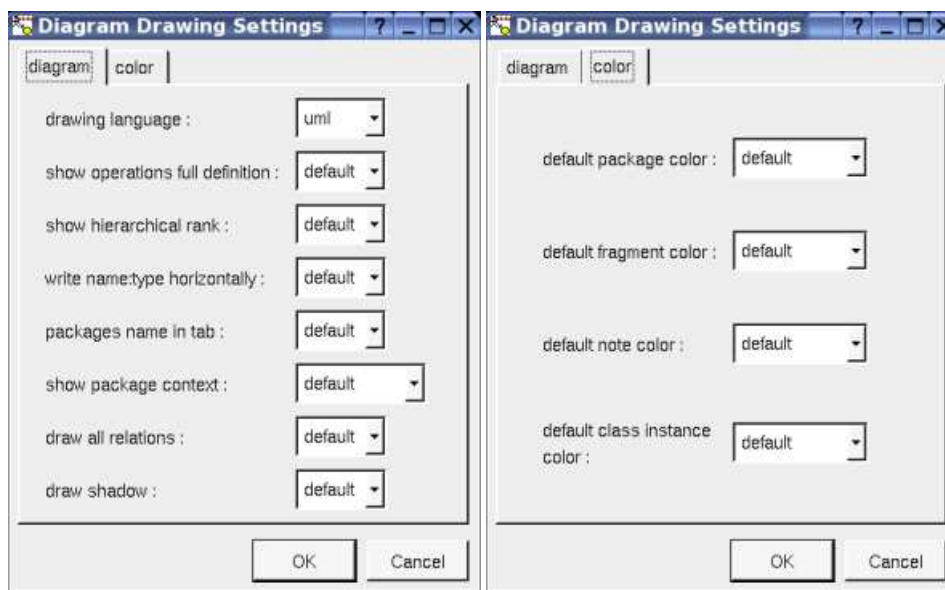 Diagram Drawing Settings
diagram
color
drawing language :
uml
show operations full definition :
default
show hierarchical rank :
default
write name:type horizontally :
default
packages name in tab :
default
show package context :
default
draw all relations :
default
draw shadow :
default
OK
Cancel
Diagram Drawing Settings
diagram
color
default package color :
default
default fragment color :
default
default note color :
default
default class instance
color :
default
OK
Cancel